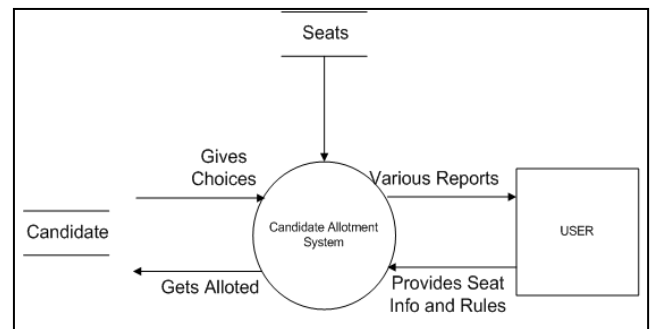 Seats
Gives
Choices
Various Reports
Candidate
Candidate Allotment
System
USER
Gets Alloted
Provides Seat
Info and Rules